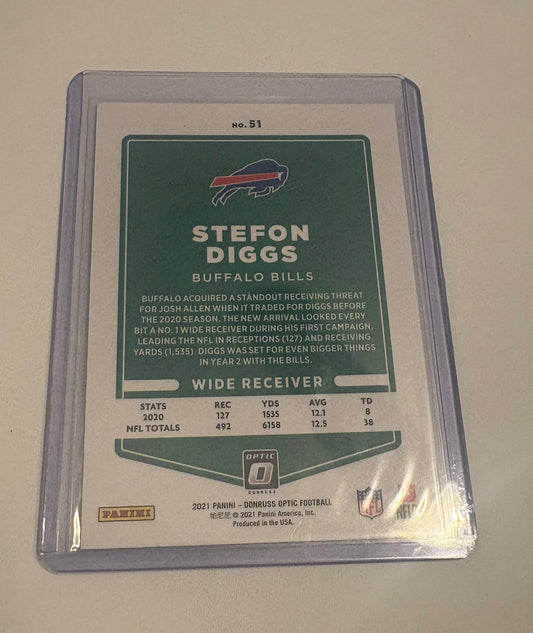 No. 51
STEFON
DIGGS
BUFFALO BILLS
BUFFALO ACQUIRED A STANDOUT RECEIVING THREAT
FOR JOSH ALLEN WHEN IT TRADED FOR DIGGS BEFORE
THE 2020 SEASON. THE NEW ARRIVAL LOOKED EVERY
BIT A NO. 1 WIDE RECEIVER DURING HIS FIRST CAMPAIGN,
LEADING THE NFL IN RECEPTIONS (127) AND RECEIVING
YARDS (1,535). DIGGS WAS SET FOR EVEN BIGGER THINGS
IN YEAR 2 WITH THE BILLS.
WIDE RECEIVER
STATS REC YDS AVG TD
2020 127 1535 12.1 8
NFL TOTALS 492 6158 12.5 38
OPTIC
DONRUSS
2021 PANINI – DONRUSS OPTIC FOOTBALL
帕尼尼 © 2021 Panini America, Inc.
Produced in the USA.
PANINI
NFL